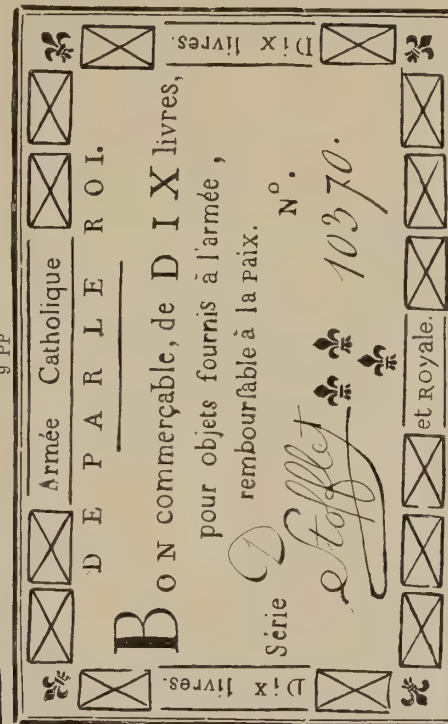 9 PP
Dix livres.
Armée Catholique
DE PAR LE ROI.
BON commerçable, de DIX livres,
pour objets fournis à l'armée,
remboursable à la Paix.
Série D N°. 10370.
Stofflet
et Royale.
Dix livres.